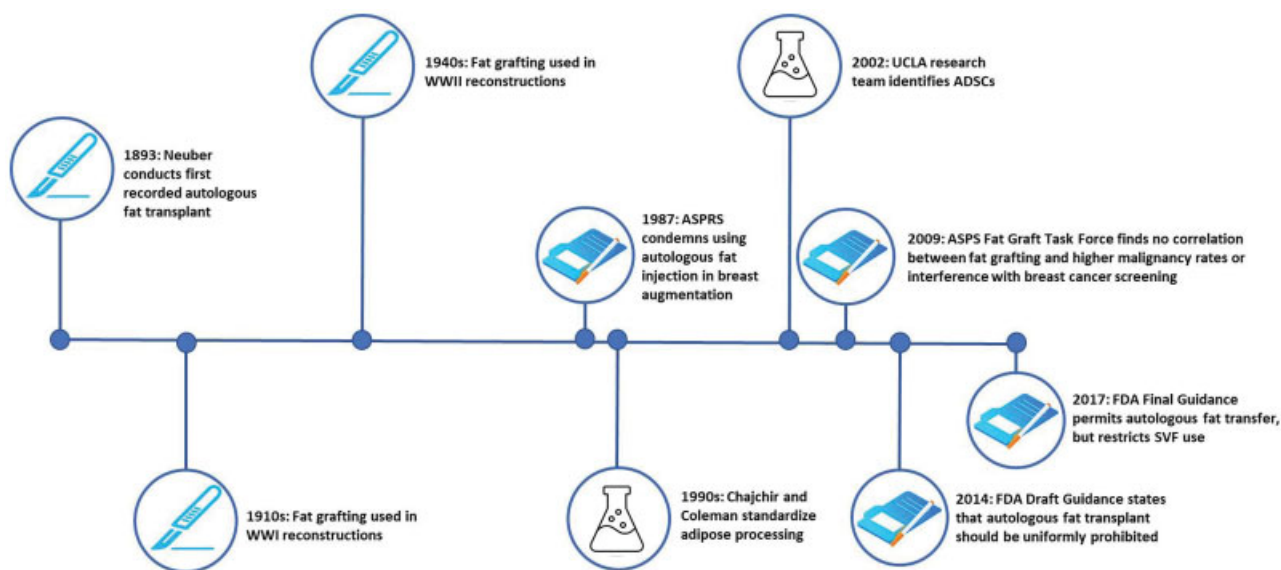 1893: Neuber
conducts first
recorded autologous
fat transplant
1910s: Fat grafting used in
WWI reconstructions
1940s: Fat grafting used in
WWII reconstructions
1987: ASPRS
condemns using
autologous fat
injection in breast
augmentation
1990s: Chajchir and
Coleman standardize
adipose processing
2002: UCLA research
team identifies ADSCs
2009: ASPS Fat Graft Task Force finds no correlation
between fat grafting and higher malignancy rates or
interference with breast cancer screening
2014: FDA Draft Guidance states
that autologous fat transplant
should be uniformly prohibited
2017: FDA Final Guidance
permits autologous fat transfer,
but restricts SVF use